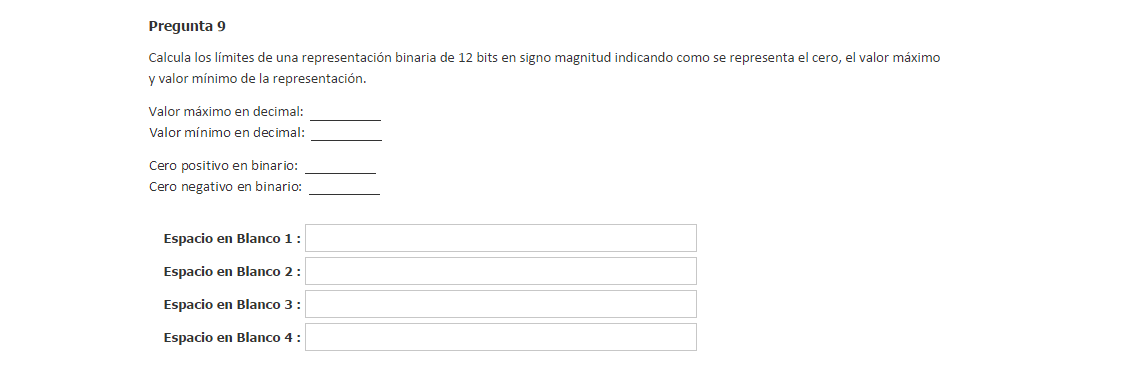 Pregunta 9
Calcula los límites de una representación binaria de 12 bits en signo magnitud indicando como se representa el cero, el valor máximo
y valor mínimo de la representación.
Valor máximo en decimal: __________
Valor mínimo en decimal: __________
Cero positivo en binario: __________
Cero negativo en binario: __________
Espacio en Blanco 1 :
Espacio en Blanco 2 :
Espacio en Blanco 3 :
Espacio en Blanco 4 :